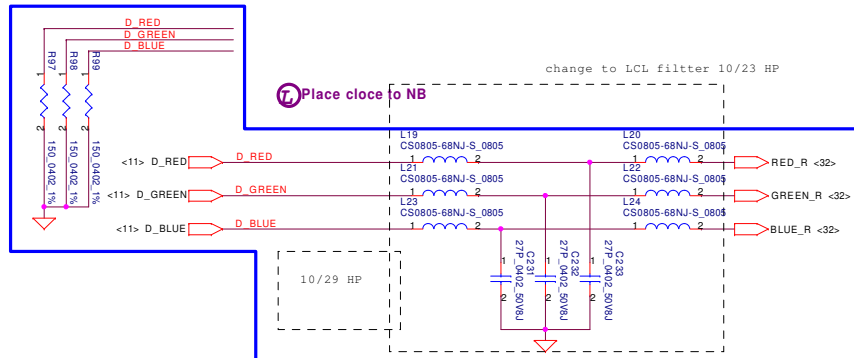 D_RED
D_GREEN
D_BLUE
R97
R98
R99
1
1
1
2
2
2
150_0402_1%
150_0402_1%
150_0402_1%
change to LCL filtter 10/23 HP
L Place cloce to NB
L19
CS0805-68NJ-S_0805
L20
CS0805-68NJ-S_0805
<11> D_RED
D_RED
1
2
1
2
RED_R <32>
L21
CS0805-68NJ-S_0805
L22
CS0805-68NJ-S_0805
<11> D_GREEN
D_GREEN
1
2
1
2
GREEN_R <32>
L23
CS0805-68NJ-S_0805
L24
CS0805-68NJ-S_0805
<11> D_BLUE
D_BLUE
1
2
1
2
BLUE_R <32>
10/29 HP
1
2
C231
27P_0402_50V8J
1
2
C232
27P_0402_50V8J
1
2
C233
27P_0402_50V8J